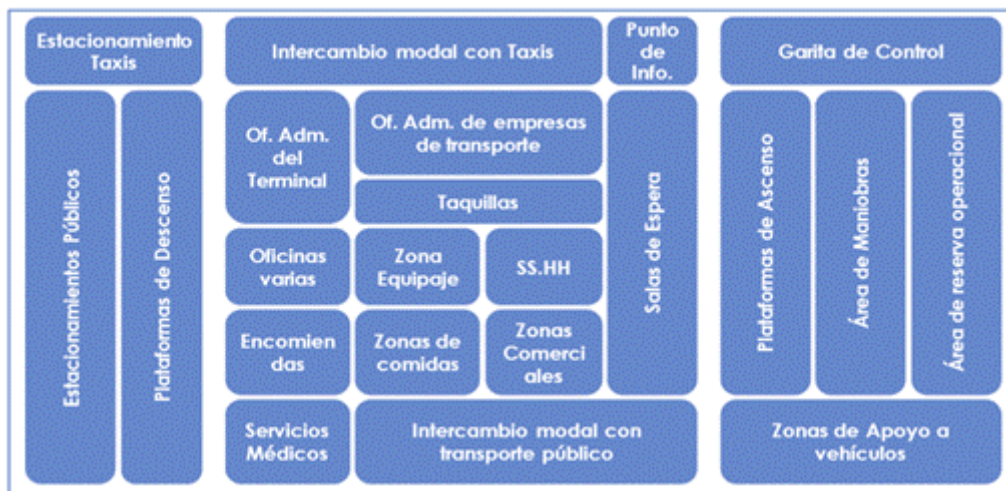 Estacionamiento
Taxis
Estacionamientos Públicos
Plataformas de Descenso
Intercambio modal con Taxis
Punto
de
Info.
Of. Adm.
del
Terminal
Of. Adm. de empresas
de transporte
Taquillas
Oficinas
varias
Zona
Equipaje
SS.HH
Encomien
das
Zonas de
comidas
Zonas
Comerci
ales
Salas de Espera
Servicios
Médicos
Intercambio modal con
transporte público
Garita de Control
Plataformas de Ascenso
Área de Maniobras
Área de reserva operacional
Zonas de Apoyo a
vehículos